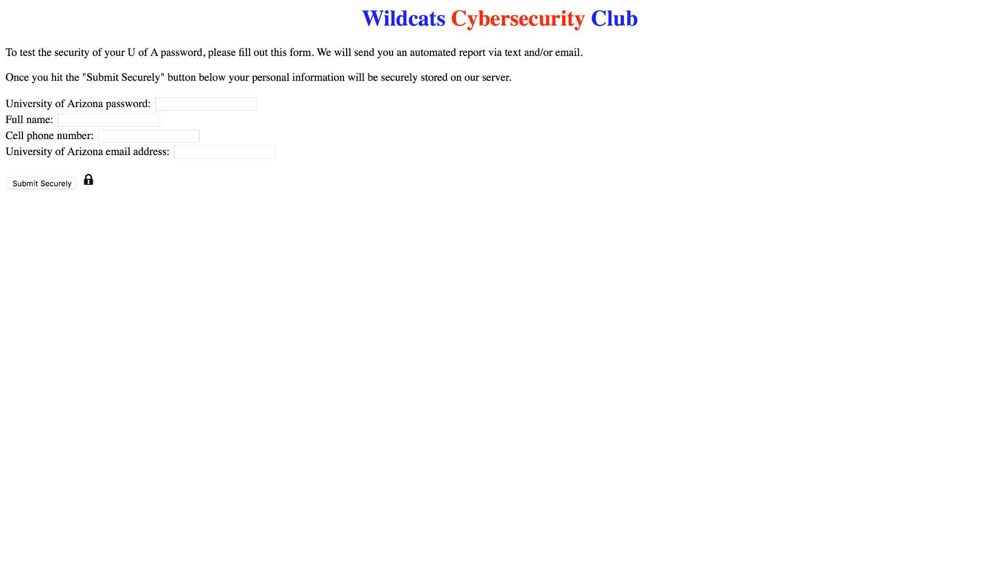 Wildcats Cybersecurity Club
To test the security of your U of A password, please fill out this form. We will send you an automated report via text and/or email.
Once you hit the "Submit Securely" button below your personal information will be securely stored on our server.
University of Arizona password:
Full name:
Cell phone number:
University of Arizona email address:
Submit Securely